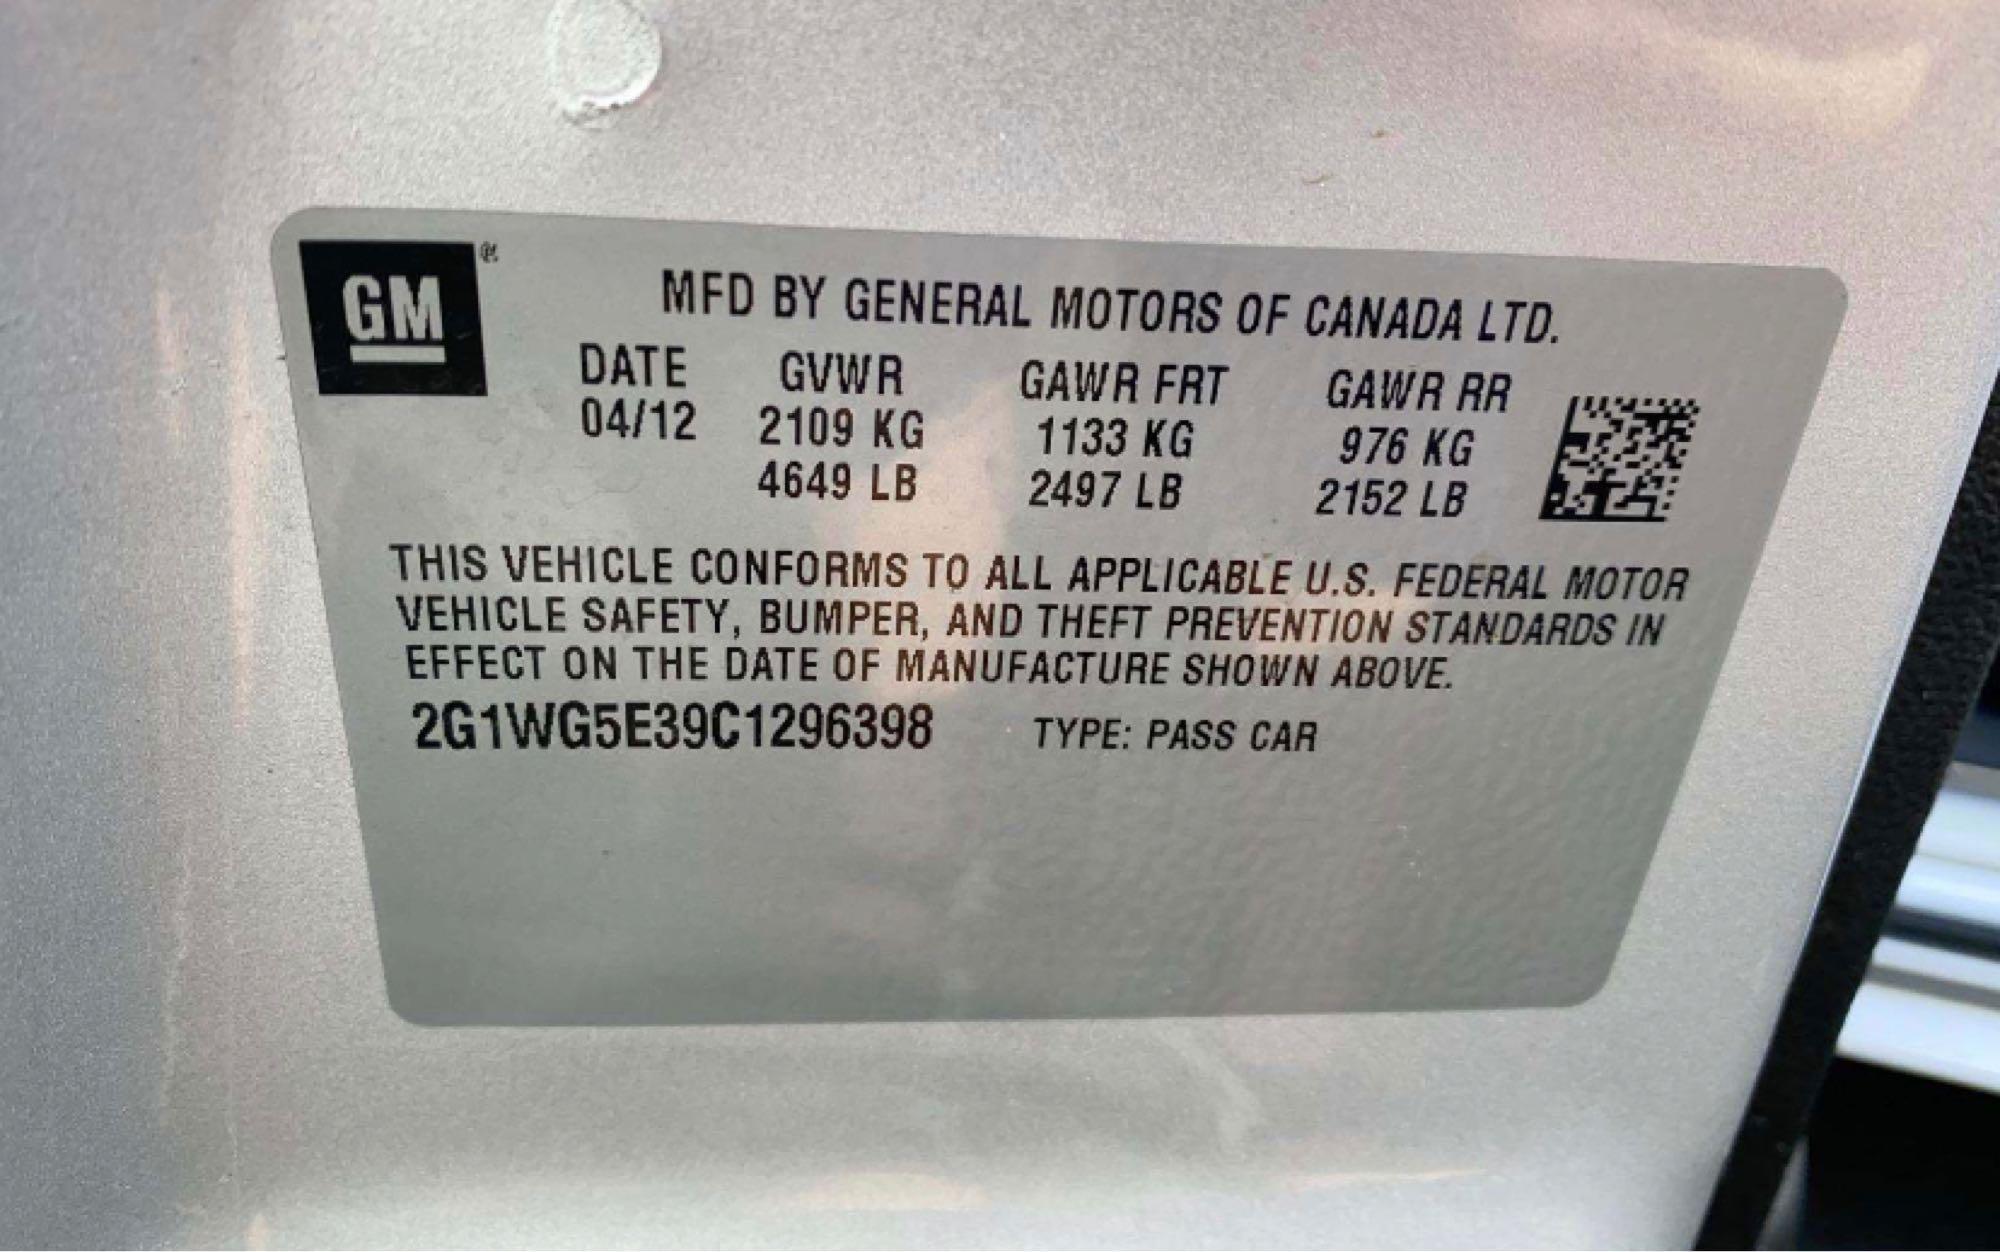 GM ®
MFD BY GENERAL MOTORS OF CANADA LTD.
DATE GVWR GAWR FRT GAWR RR
04/12 2109 KG 1133 KG 976 KG
4649 LB 2497 LB 2152 LB
THIS VEHICLE CONFORMS TO ALL APPLICABLE U.S. FEDERAL MOTOR
VEHICLE SAFETY, BUMPER, AND THEFT PREVENTION STANDARDS IN
EFFECT ON THE DATE OF MANUFACTURE SHOWN ABOVE.
2G1WG5E39C1296398 TYPE: PASS CAR